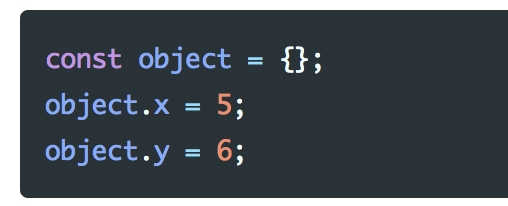 const object = {};
object.x = 5;
object.y = 6;